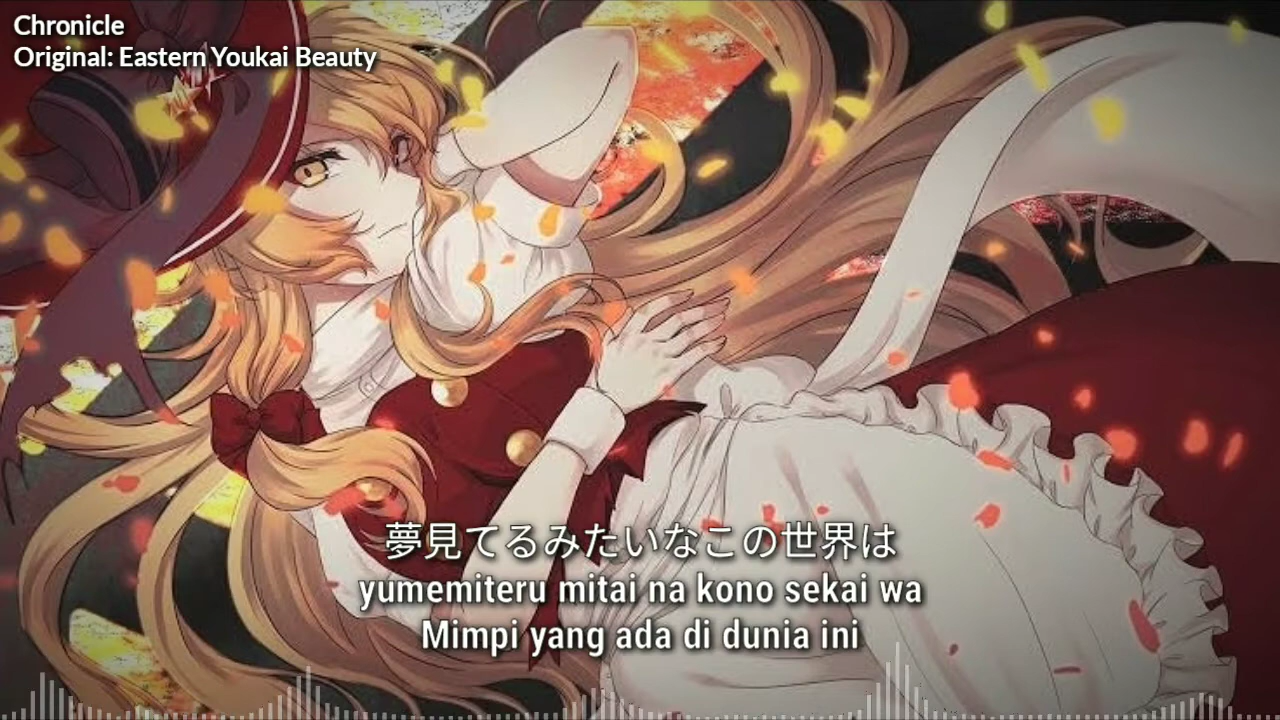 Chronicle
Original: Eastern Youkai Beauty
夢見てるみたいなこの世界は
yumemiteru mitai na kono sekai wa
Mimpi yang ada di dunia ini